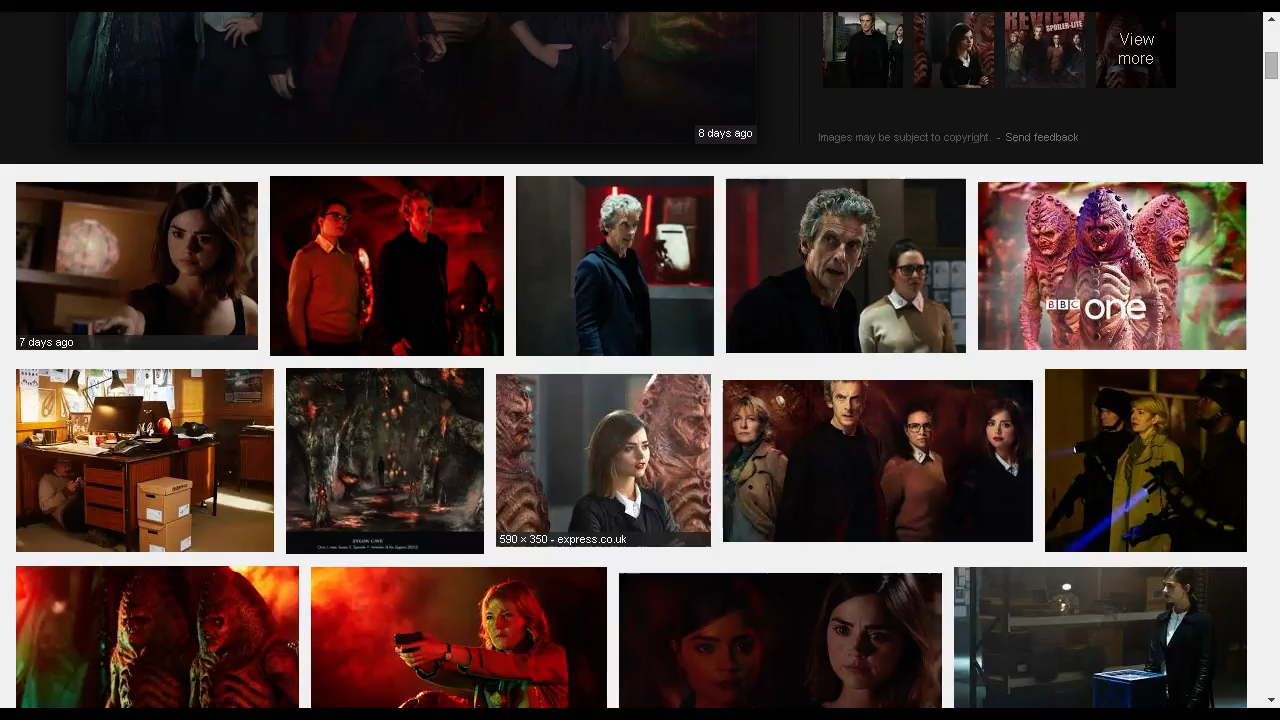 REVIEW
SPOILER-LITE
View
more
8 days ago
Images may be subject to copyright. - Send feedback
7 days ago
BBC one
ZYGON CAVE
590 × 350 - express.co.uk